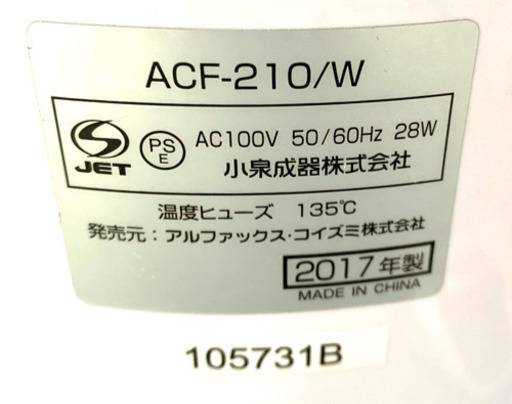 ACF-210/W
JET PSE AC100V 50/60Hz 28W
小泉成器株式会社
温度ヒューズ 135℃
発売元:アルファックス・コイズミ株式会社
2017年製
MADE IN CHINA
105731B